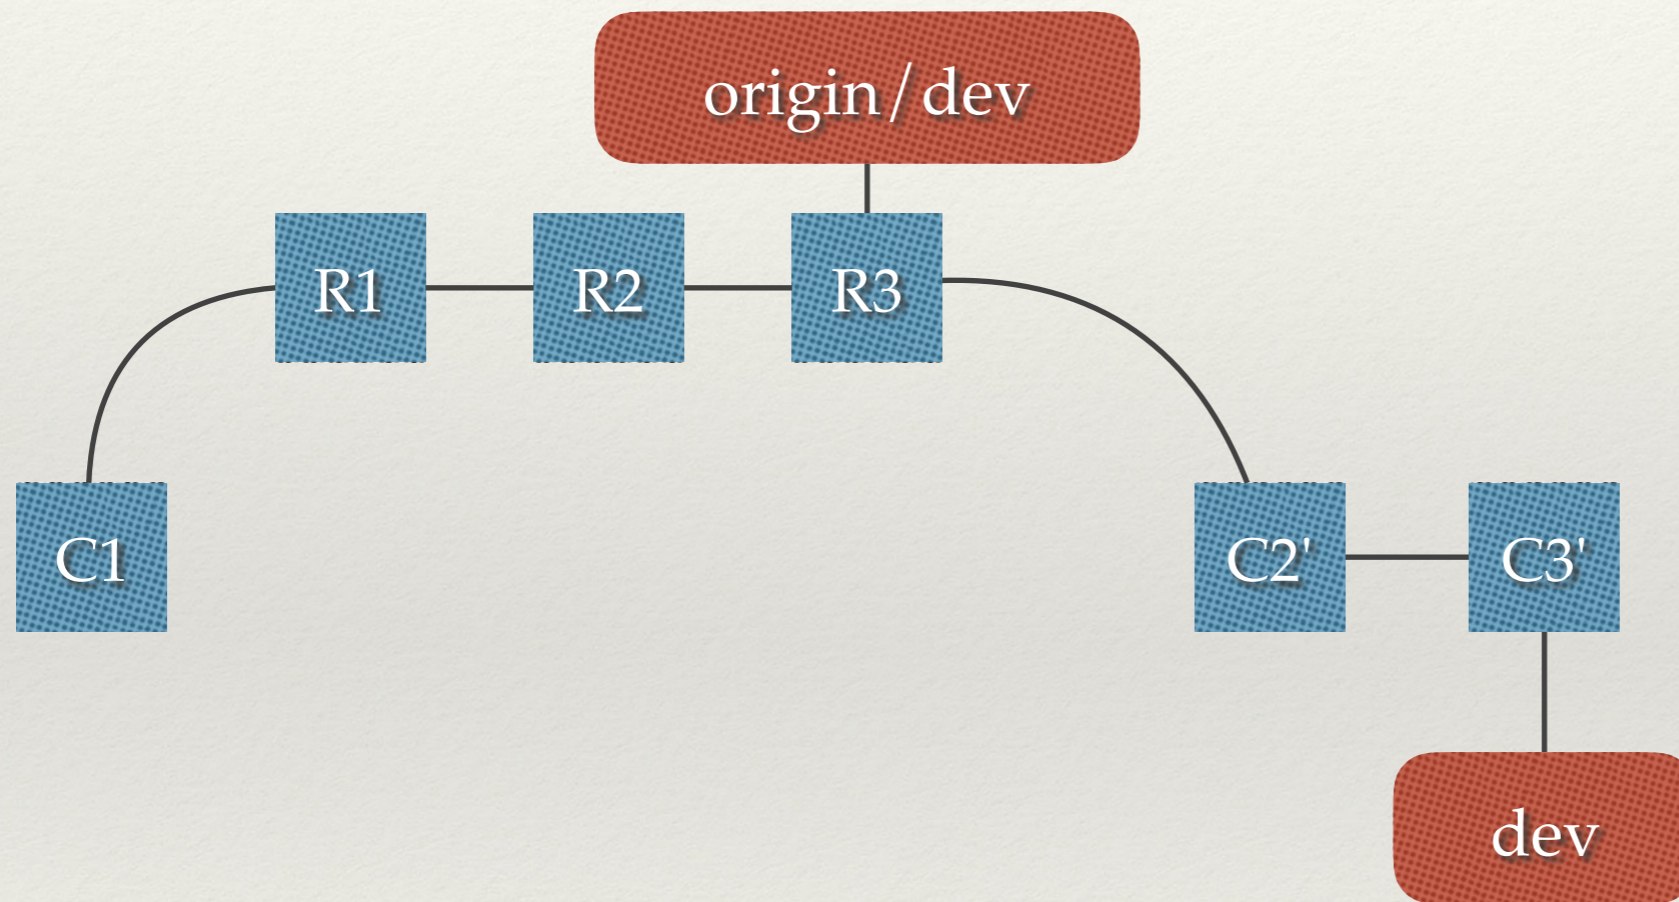 origin/dev
R1
R2
R3
C1
C2'
C3'
dev